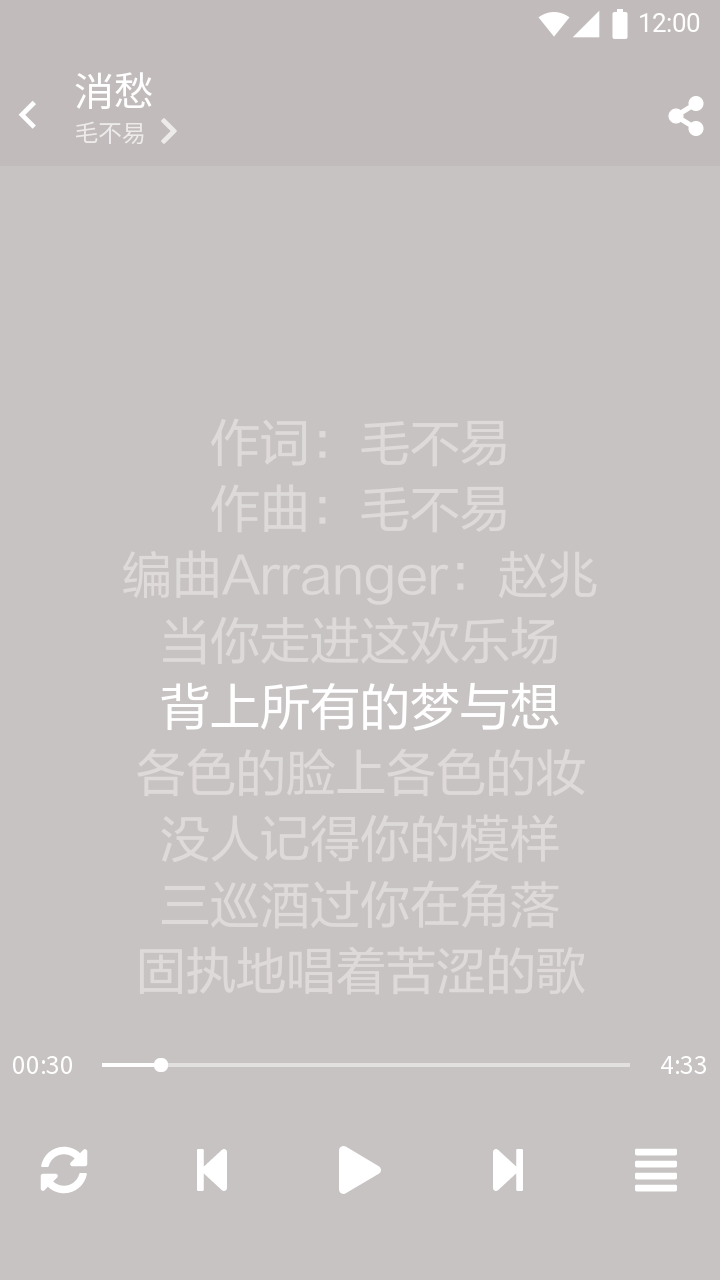 12:00
消愁
毛不易
作词：毛不易
作曲：毛不易
编曲Arranger：赵兆
当你走进这欢乐场
背上所有的梦与想
各色的脸上各色的妆
没人记得你的模样
三巡酒过你在角落
固执地唱着苦涩的歌
00:30
4:33